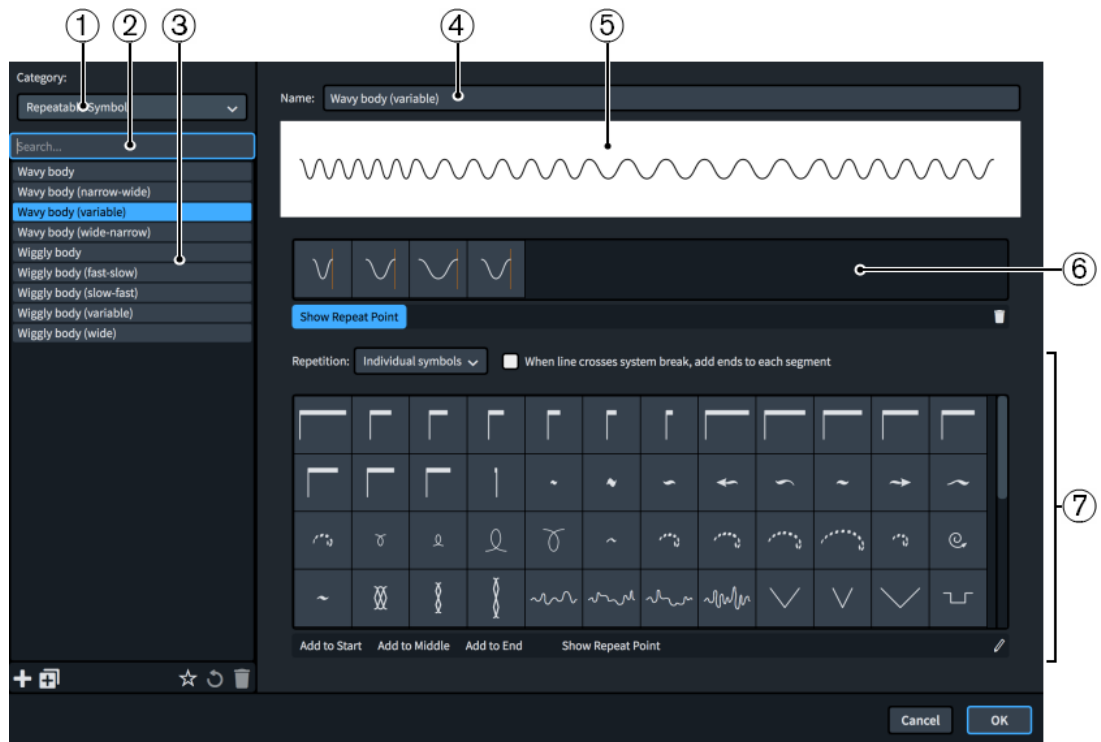 ① ② ③ ④ ⑤
Category:
Repeatable Symbol
Name: Wavy body (variable)
Search...
Wavy body
Wavy body (narrow-wide)
Wavy body (variable)
Wavy body (wide-narrow)
Wiggly body
Wiggly body (fast-slow)
Wiggly body (slow-fast)
Wiggly body (variable)
Wiggly body (wide)
⑥
Show Repeat Point
Repetition: Individual symbols When line crosses system break, add ends to each segment
⑦
Add to Start Add to Middle Add to End Show Repeat Point
Cancel OK